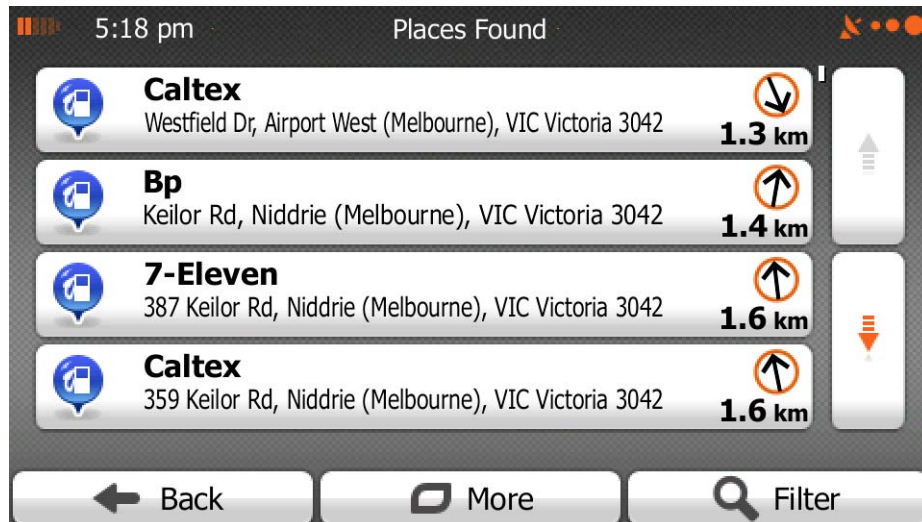 5:18 pm
Places Found
Caltex
Westfield Dr, Airport West (Melbourne), VIC Victoria 3042
1.3 km
Bp
Keilor Rd, Niddrie (Melbourne), VIC Victoria 3042
1.4 km
7-Eleven
387 Keilor Rd, Niddrie (Melbourne), VIC Victoria 3042
1.6 km
Caltex
359 Keilor Rd, Niddrie (Melbourne), VIC Victoria 3042
1.6 km
Back
More
Filter